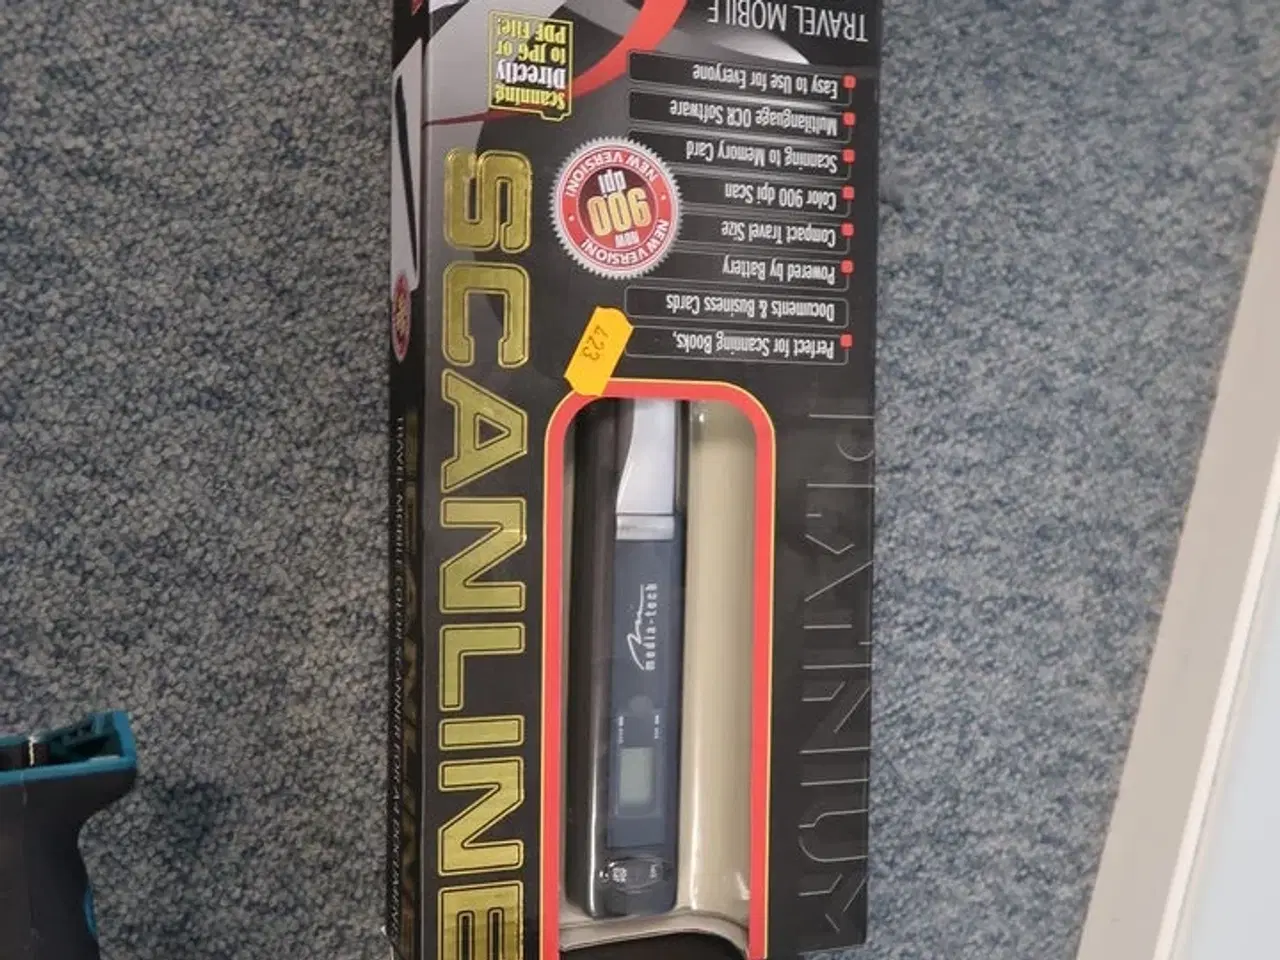 TRAVEL MOBILE
Easy to Use for Everyone
Multilanguage OCR Software
Scanning to Memory Card
Color 900 dpi Scan
Compact Travel Size
Powered by Battery
Perfect for Scanning Books,
Documents & Business Cards
Scanning
Directly
to JPG or
PDF File!
NEW VERSION!
NOW
900
dpi
NEW VERSION!
SCANLINE
423
media-tech
PREMIUM
TRAVEL MOBILE COLOR SCANNER FOR A4 DOCUMENTS